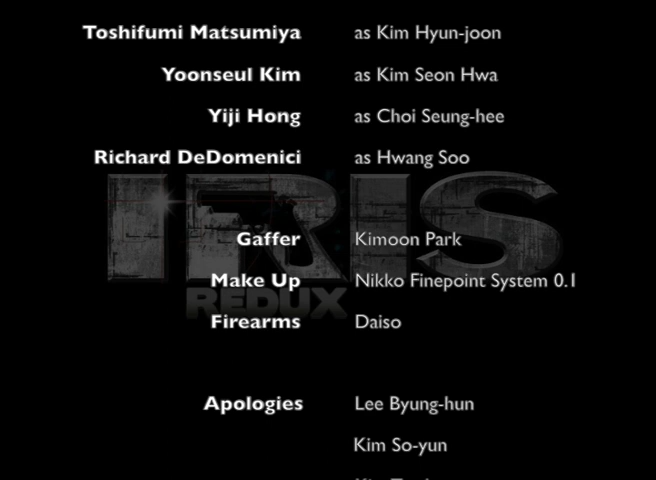 Toshifumi Matsumiya as Kim Hyun-joon
Yoonseul Kim as Kim Seon Hwa
Yiji Hong as Choi Seung-hee
Richard DeDomenici as Hwang Soo
IRIS
Gaffer Kimoon Park
Make Up Nikko Finepoint System 0.1
REDUX
Firearms Daiso
Apologies Lee Byung-hun
Kim So-yun